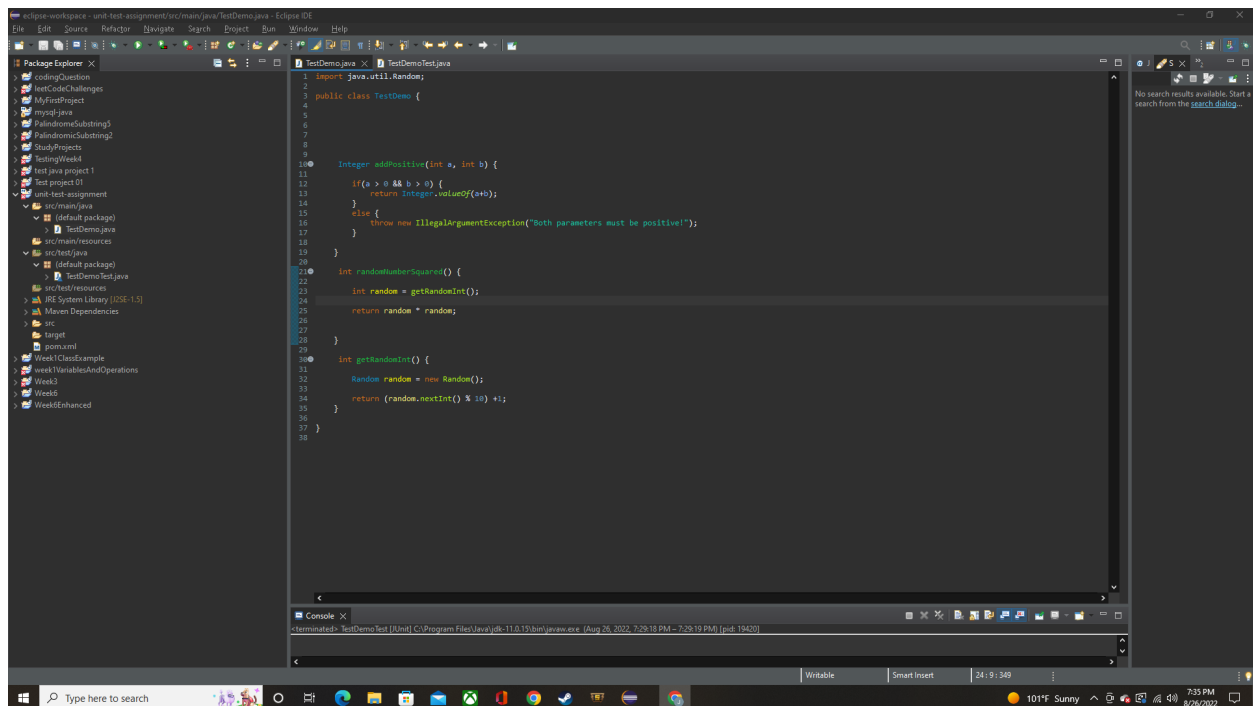 eclipse-workspace - unit-test-assignment/src/main/java/TestDemo.java - Eclipse IDE
File Edit Source Refactor Navigate Search Project Run Window Help
Package Explorer
TestDemo.java TestDemoTest.java
codingQuestion
leetCodeChallenges
MyFirstProject
mysql-java
PalindromeSubstring5
PalindromicSubstring2
StudyProjects
TestingWeek4
test java project 1
Test project 01
unit-test-assignment
src/main/java
(default package)
TestDemo.java
src/main/resources
src/test/java
(default package)
TestDemoTest.java
src/test/resources
JRE System Library [J2SE-1.5]
Maven Dependencies
src
target
pom.xml
Week1ClassExample
week1VariablesAndOperations
Week3
Week6
Week6Enhanced
1 import java.util.Random;
2
3 public class TestDemo {
4
5
6
7
8
9
10 Integer addPositive(int a, int b) {
11
12 if(a > 0 && b > 0) {
13 return Integer.valueOf(a+b);
14 }
15 else {
16 throw new IllegalArgumentException("Both parameters must be positive!");
17 }
18
19 }
20
21 int randomNumberSquared() {
22
23 int random = getRandomInt();
24
25 return random * random;
26
27
28 }
29
30 int getRandomInt() {
31
32 Random random = new Random();
33
34 return (random.nextInt() % 10) +1;
35 }
36
37 }
38
No search results available. Start a
search from the search dialog...
Console
<terminated> TestDemoTest [JUnit] C:\Program Files\Java\jdk-11.0.15\bin\javaw.exe (Aug 26, 2022, 7:29:18 PM – 7:29:19 PM) [pid: 19420]
Writable Smart Insert 24 : 9 : 349
Type here to search
101°F Sunny
7:35 PM
8/26/2022